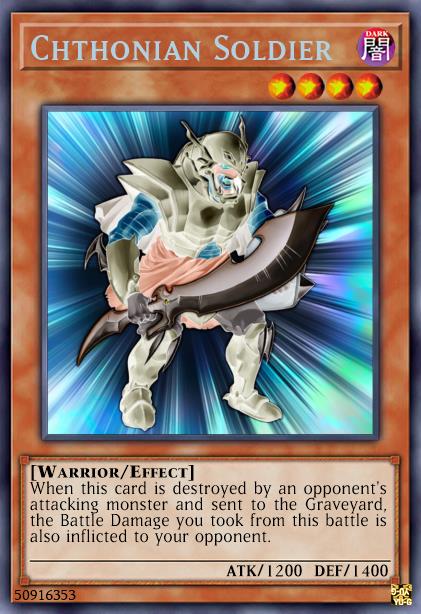 CHTHONIAN SOLDIER
DARK
闇
[WARRIOR/EFFECT]
When this card is destroyed by an opponent's
attacking monster and sent to the Graveyard,
the Battle Damage you took from this battle is
also inflicted to your opponent.
ATK/1200 DEF/1400
50916353